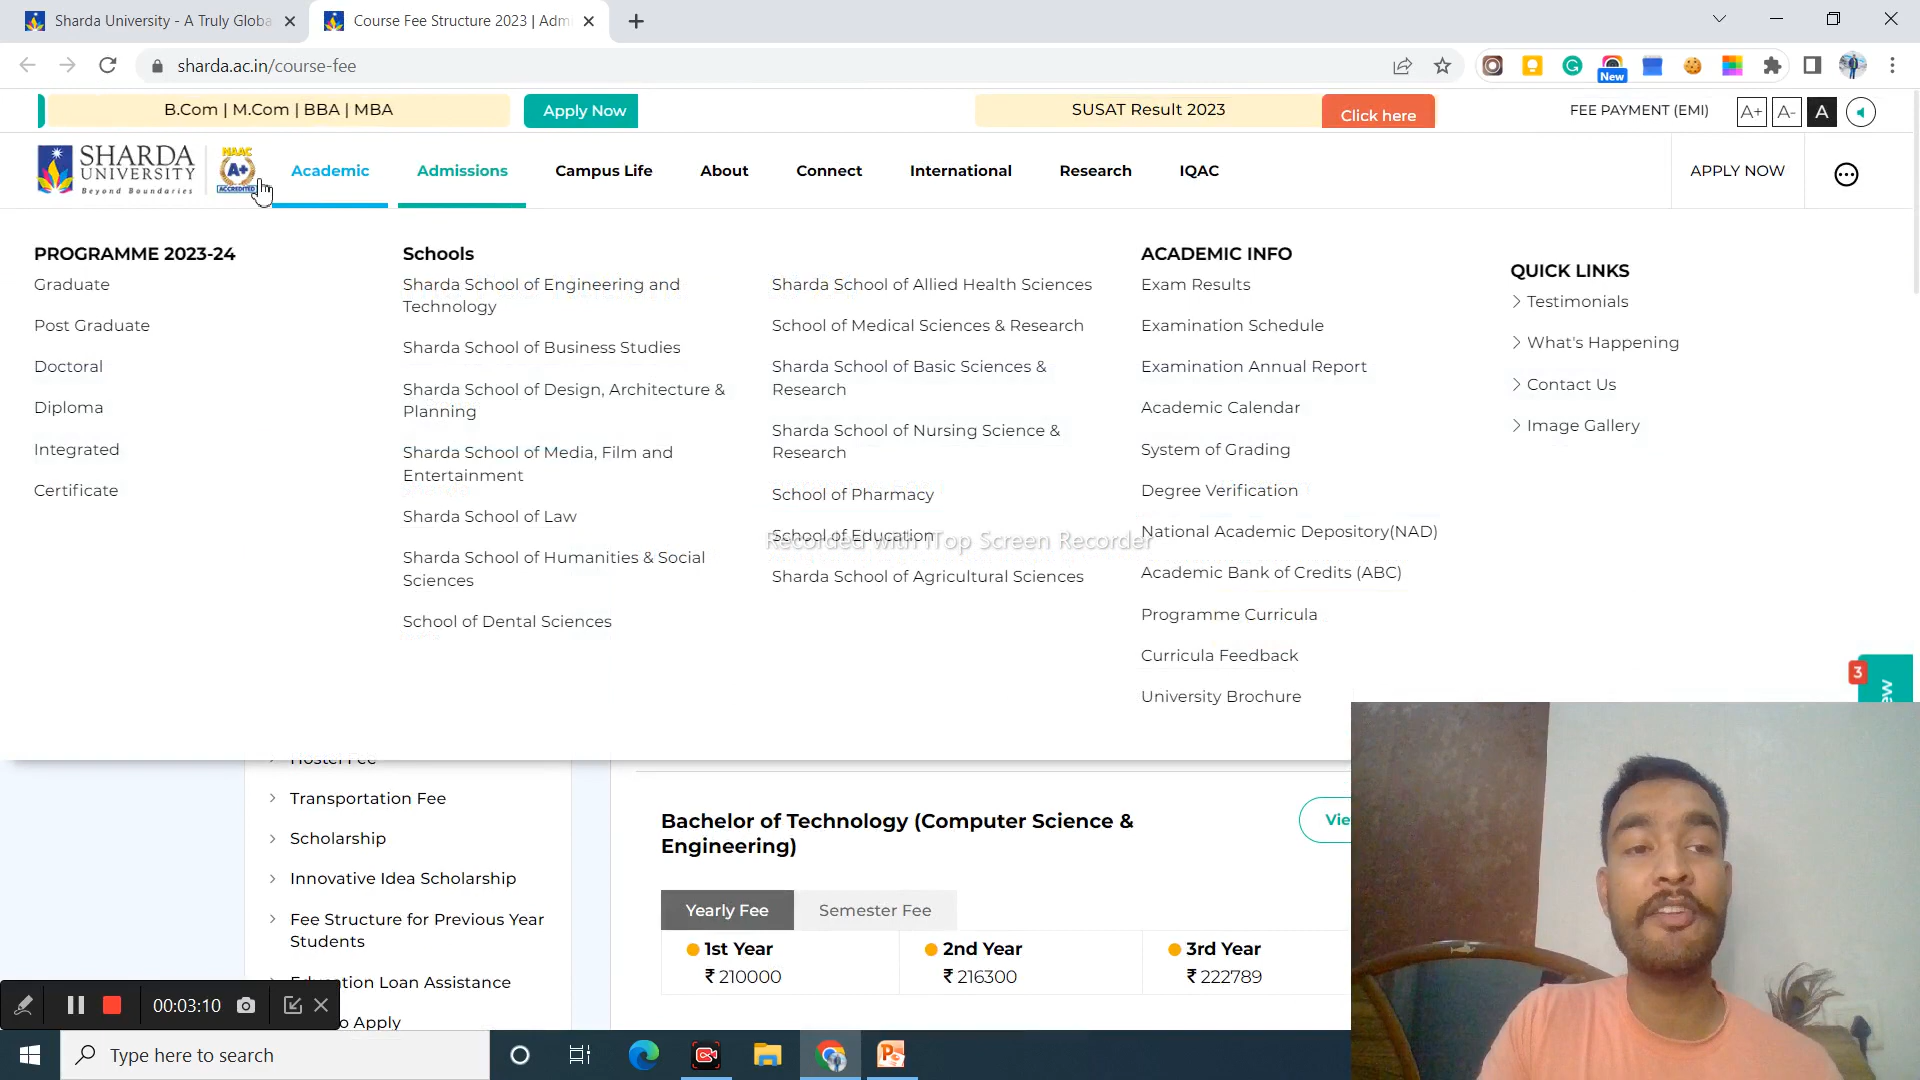 Sharda University - A Truly Globa
Course Fee Structure 2023 | Adm
sharda.ac.in/course-fee
New
B.Com | M.Com | BBA | MBA
Apply Now
SUSAT Result 2023
Click here
FEE PAYMENT (EMI)
A+
A-
A
SHARDA
UNIVERSITY
Beyond Boundaries
NAAC
A+
ACCREDITED
Academic
Admissions
Campus Life
About
Connect
International
Research
IQAC
APPLY NOW
PROGRAMME 2023-24
Graduate
Post Graduate
Doctoral
Diploma
Integrated
Certificate
Schools
Sharda School of Engineering and
Technology
Sharda School of Business Studies
Sharda School of Design, Architecture &
Planning
Sharda School of Media, Film and
Entertainment
Sharda School of Law
Sharda School of Humanities & Social
Sciences
School of Dental Sciences
Sharda School of Allied Health Sciences
School of Medical Sciences & Research
Sharda School of Basic Sciences &
Research
Sharda School of Nursing Science &
Research
School of Pharmacy
School of Education
Sharda School of Agricultural Sciences
Recorded with iTop Screen Recorder
ACADEMIC INFO
Exam Results
Examination Schedule
Examination Annual Report
Academic Calendar
System of Grading
Degree Verification
National Academic Depository(NAD)
Academic Bank of Credits (ABC)
Programme Curricula
Curricula Feedback
University Brochure
QUICK LINKS
Testimonials
What's Happening
Contact Us
Image Gallery
3
Hostel Fee
Transportation Fee
Scholarship
Innovative Idea Scholarship
Fee Structure for Previous Year
Students
Education Loan Assistance
o Apply
Bachelor of Technology (Computer Science &
Engineering)
Vie
Yearly Fee
Semester Fee
1st Year
₹ 210000
2nd Year
₹ 216300
3rd Year
₹ 222789
00:03:10
Type here to search